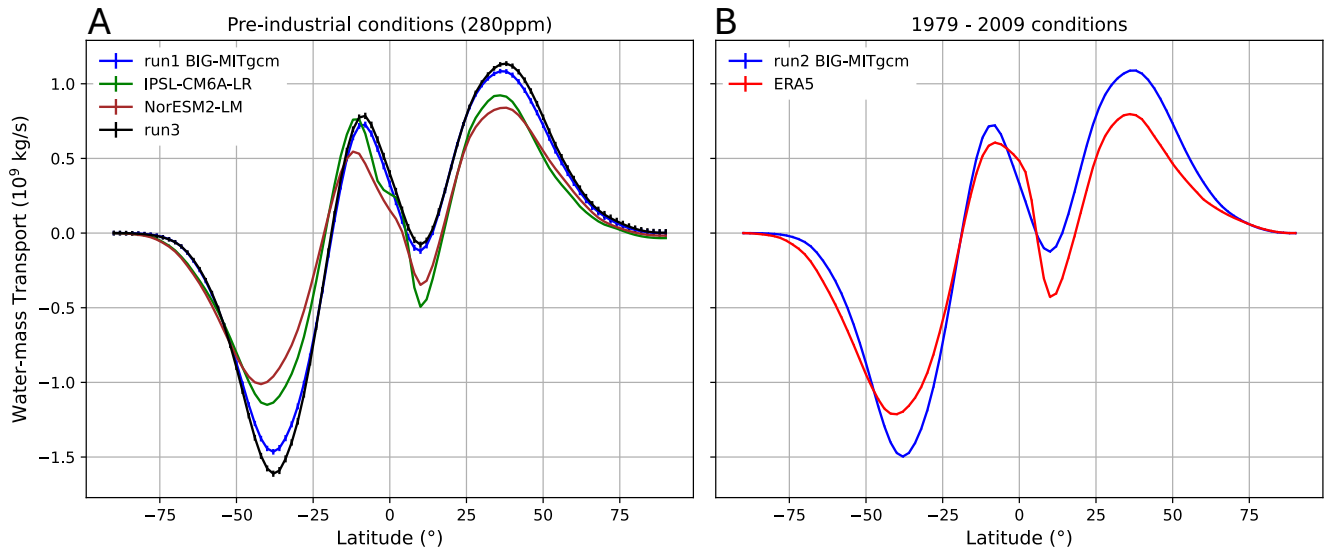 A
Pre-industrial conditions (280ppm)
run1 BIG-MITgcm
IPSL-CM6A-LR
NorESM2-LM
run3
Water-mass Transport (10⁹ kg/s)
1.0
0.5
0.0
−0.5
−1.0
−1.5
−75 −50 −25 0 25 50 75
Latitude (°)
B
1979 - 2009 conditions
run2 BIG-MITgcm
ERA5
−75 −50 −25 0 25 50 75
Latitude (°)